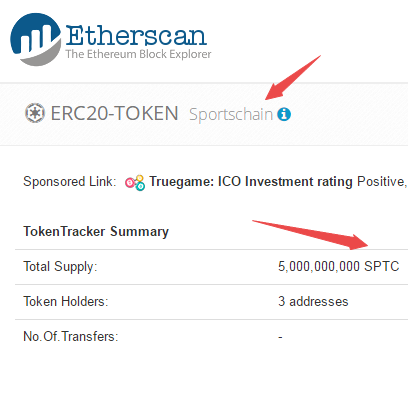 Etherscan
The Ethereum Block Explorer
ERC20-TOKEN Sportschain
Sponsored Link: Truegame: ICO Investment rating Positive,
TokenTracker Summary
Total Supply: 5,000,000,000 SPTC
Token Holders: 3 addresses
No.Of.Transfers: -